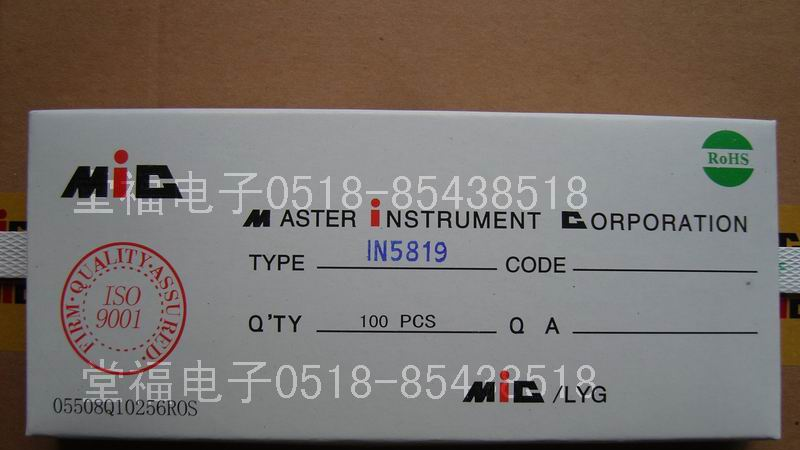 RoHS
MiC
堂福电子0518-85438518
MASTER iNSTRUMENT CORPORATION
TYPE IN5819 CODE
FIRM·QUALITY·ASSURED·
ISO
9001
Q'TY 100 PCS Q A
堂福电子0518-85438518
MiC /LYG
05508Q10256ROS